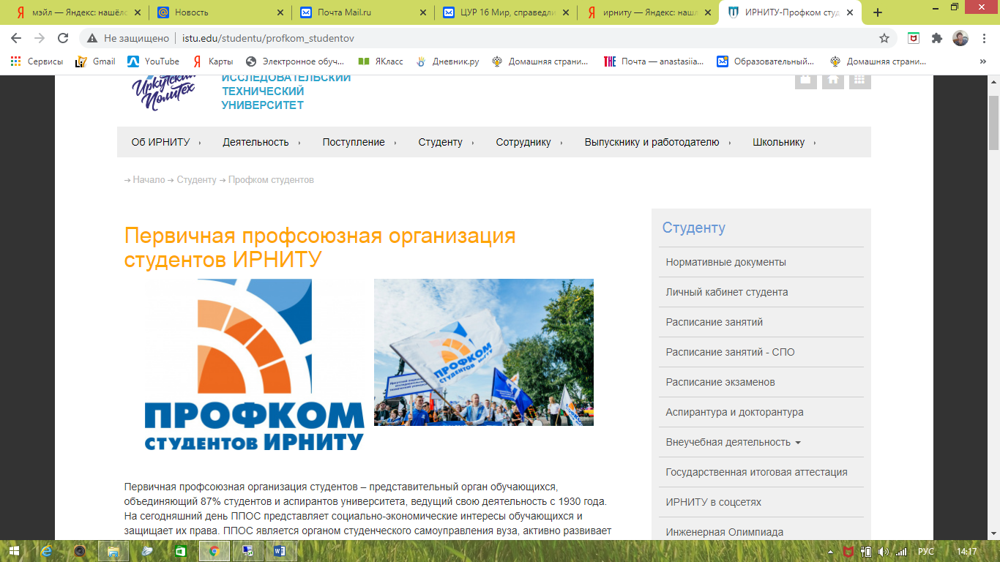 мэйл — Яндекс: нашёлс
Новость
Почта Mail.ru
ЦУР 16 Мир, справедли
ирниту — Яндекс: нашл
ИРНИТУ-Профком студ
Не защищено
istu.edu/studentu/profkom_studentov
Сервисы
Gmail
YouTube
Карты
Электронное обуч...
ЯКласс
Дневник.ру
Домашняя страни...
Почта — anastasiia...
Образовательный...
Домашняя страни...
»
Иркутский
Политех
ИССЛЕДОВАТЕЛЬСКИЙ
ТЕХНИЧЕСКИЙ
УНИВЕРСИТЕТ
Об ИРНИТУ
Деятельность
Поступление
Студенту
Сотруднику
Выпускнику и работодателю
Школьнику
→ Начало → Студенту → Профком студентов
Первичная профсоюзная организация
студентов ИРНИТУ
ПРОФКОМ
студентов ИРНИТУ
ПРОФКОМ
СТУДЕНТОВ ИРНИТУ
Первичная профсоюзная организация студентов – представительный орган обучающихся,
объединяющий 87% студентов и аспирантов университета, ведущий свою деятельность с 1930 года.
На сегодняшний день ППОС представляет социально-экономические интересы обучающихся и
защищает их права. ППОС является органом студенческого самоуправления вуза, активно развивает
Студенту
Нормативные документы
Личный кабинет студента
Расписание занятий
Расписание занятий - СПО
Расписание экзаменов
Аспирантура и докторантура
Внеучебная деятельность
Государственная итоговая аттестация
ИРНИТУ в соцсетях
Инженерная Олимпиада
РУС
14:17